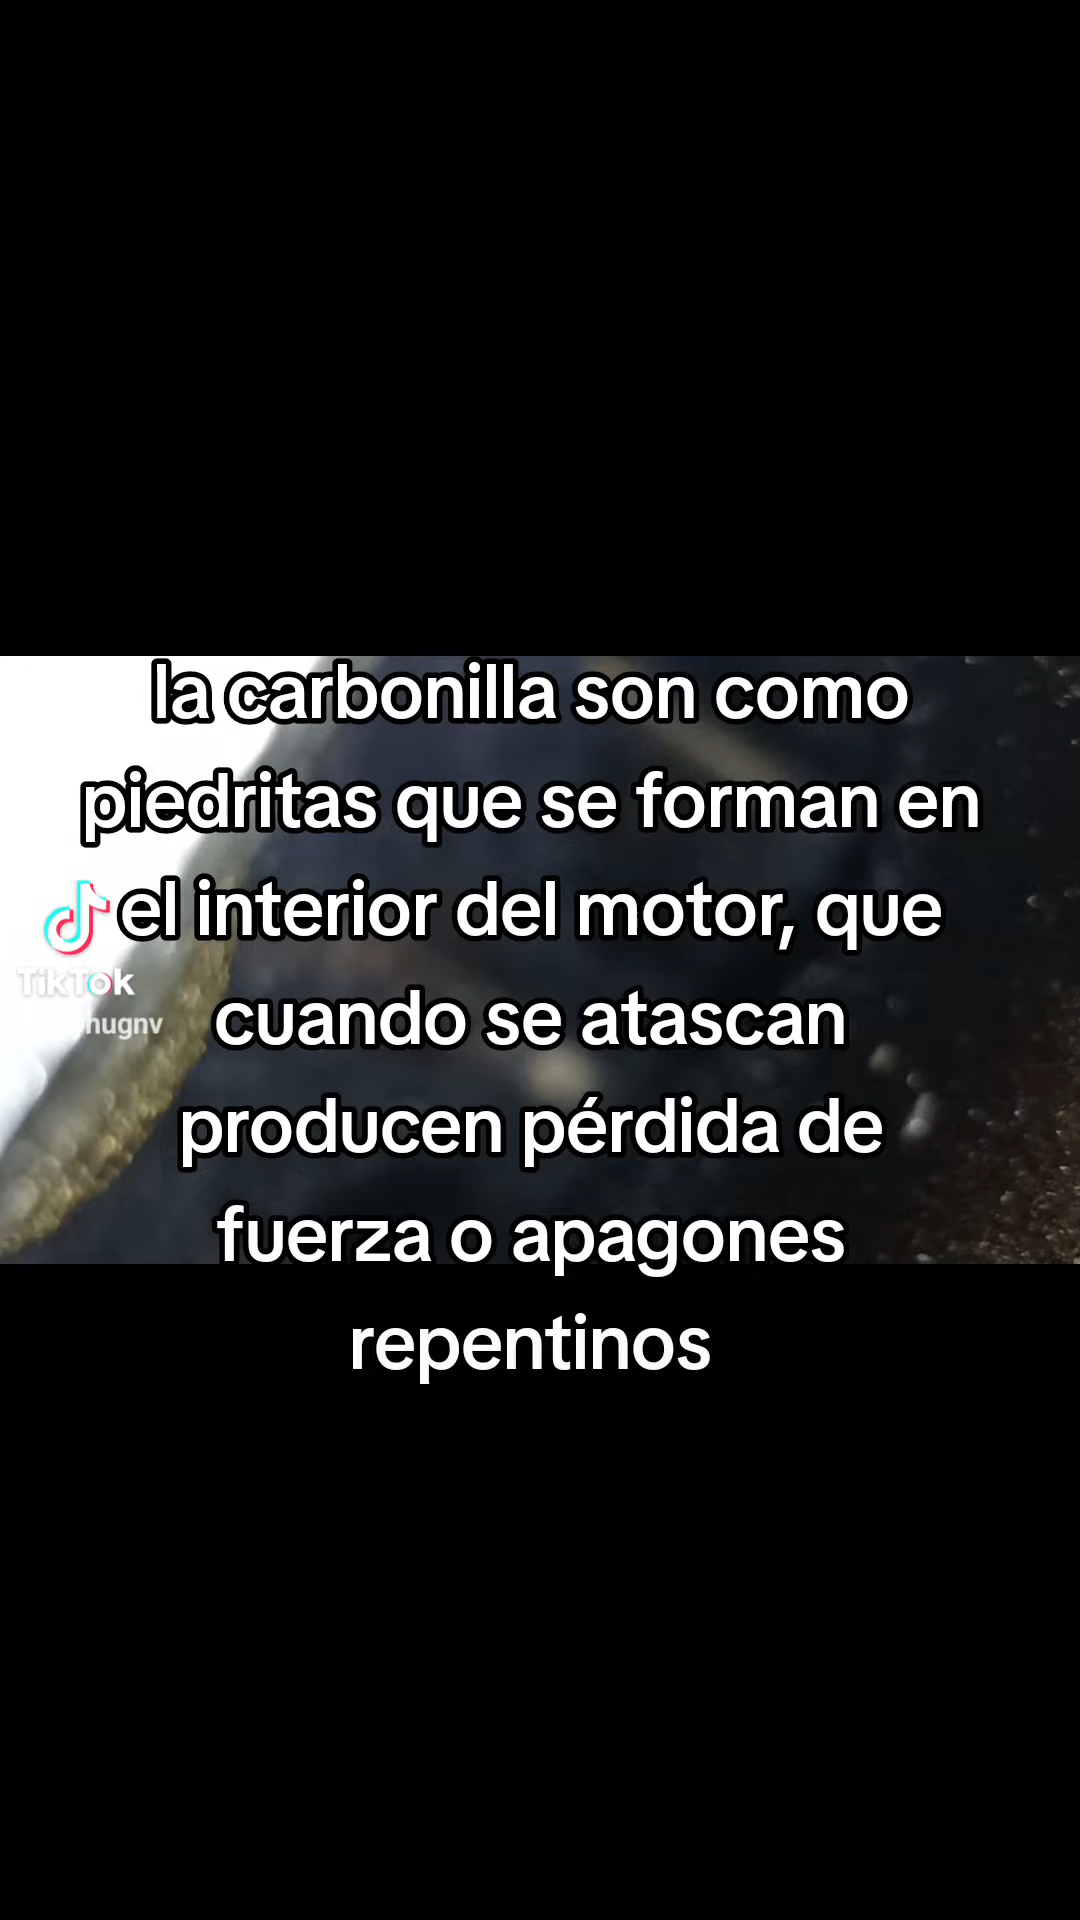 la carbonilla son como
piedritas que se forman en
el interior del motor, que
TikTok
cuando se atascan
producen pérdida de
fuerza o apagones
repentinos